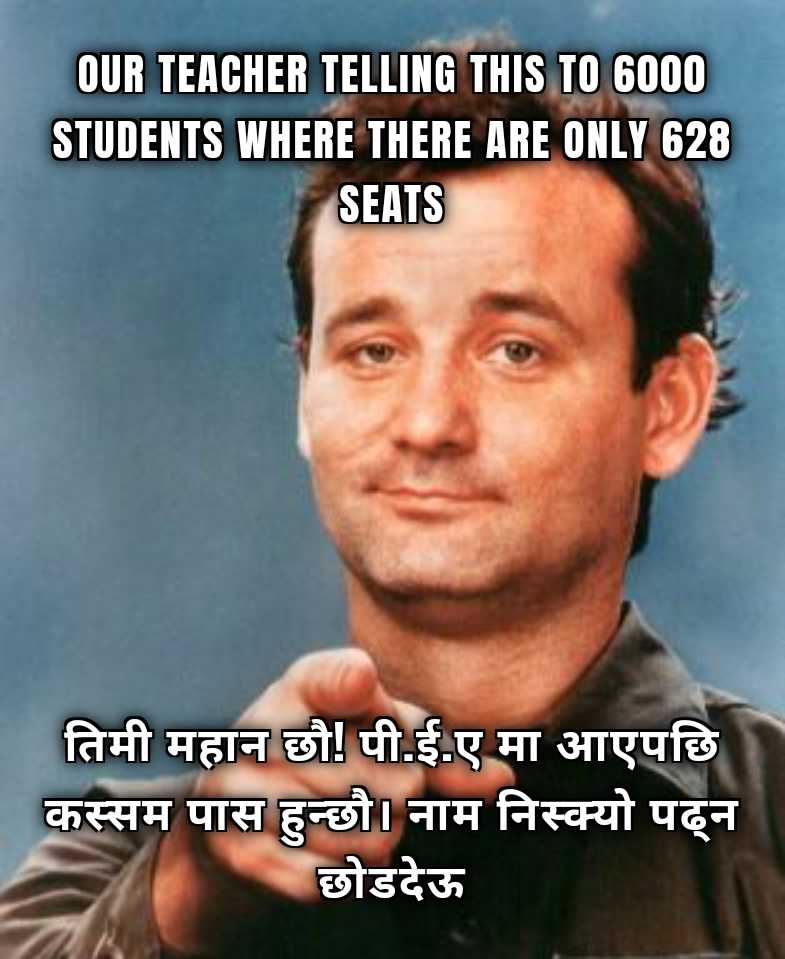 OUR TEACHER TELLING THIS TO 6000
STUDENTS WHERE THERE ARE ONLY 628
SEATS
तिमी महान छौ! पी.ई.ए मा आएपछि
कस्सम पास हुन्छौ। नाम निस्क्यो पढ्न
छोडदेऊ